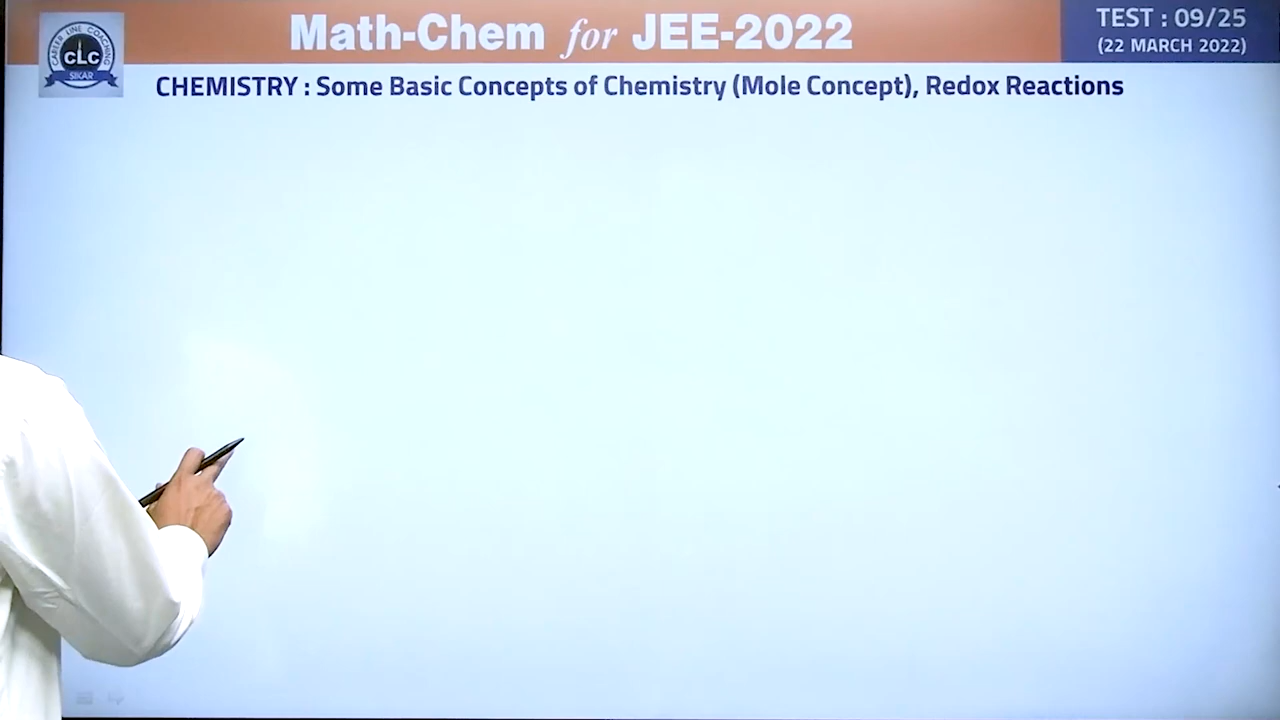 Math-Chem for JEE-2022
TEST : 09/25
(22 MARCH 2022)
CAREER LINE COACHING
CLC
SIKAR
CHEMISTRY : Some Basic Concepts of Chemistry (Mole Concept), Redox Reactions